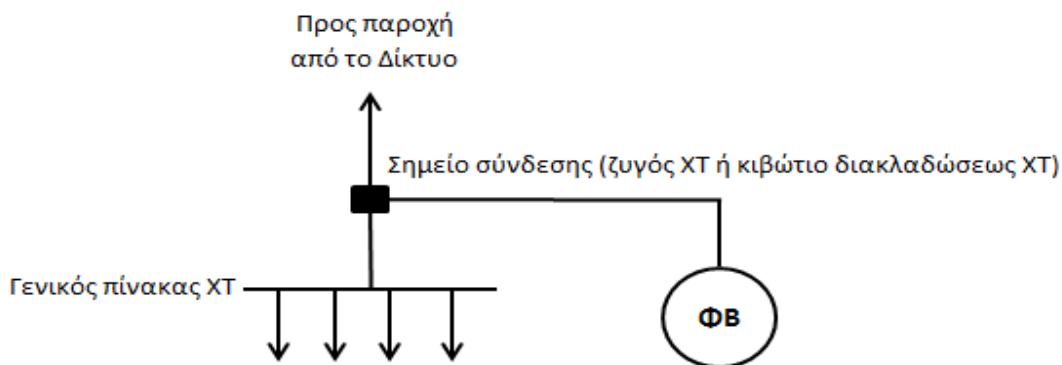 Προς παροχή
από το Δίκτυο
Σημείο σύνδεσης (ζυγός ΧΤ ή κιβώτιο διακλαδώσεως ΧΤ)
Γενικός πίνακας ΧΤ
ΦΒ